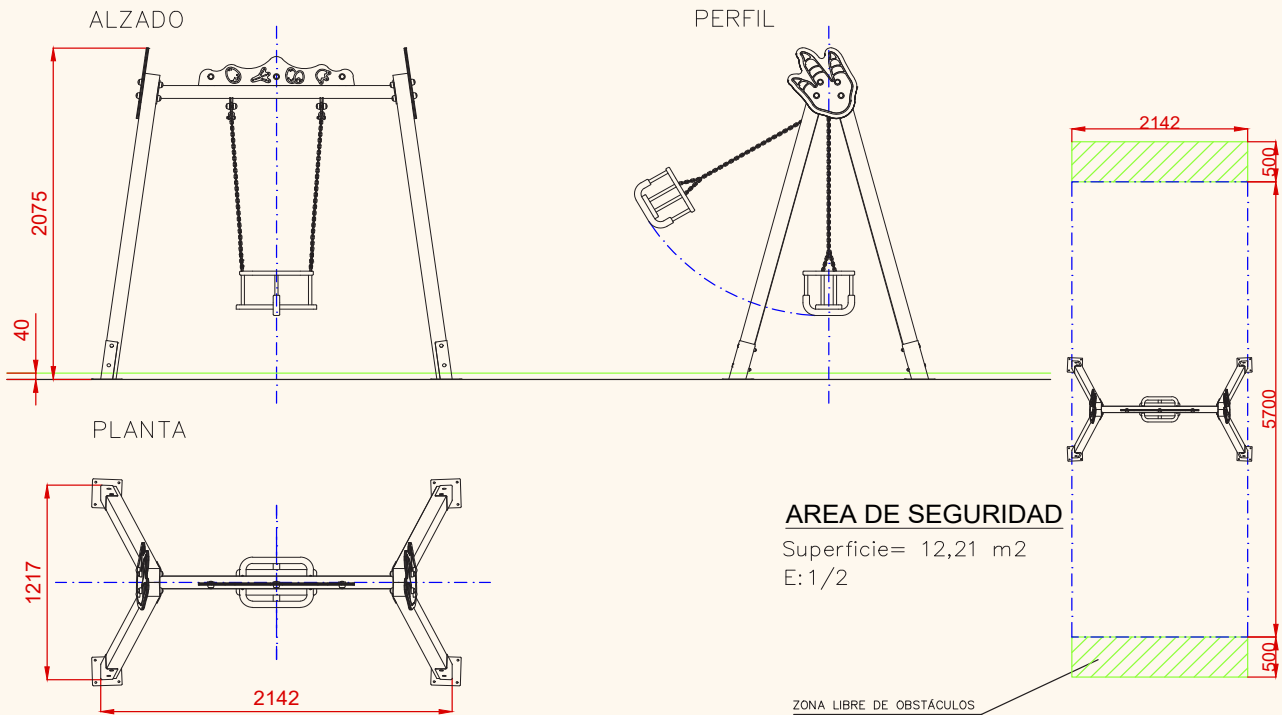 ALZADO
PERFIL
2142
500
2075
40
5700
PLANTA
AREA DE SEGURIDAD
Superficie= 12,21 m2
E:1/2
1217
500
2142
ZONA LIBRE DE OBSTÁCULOS